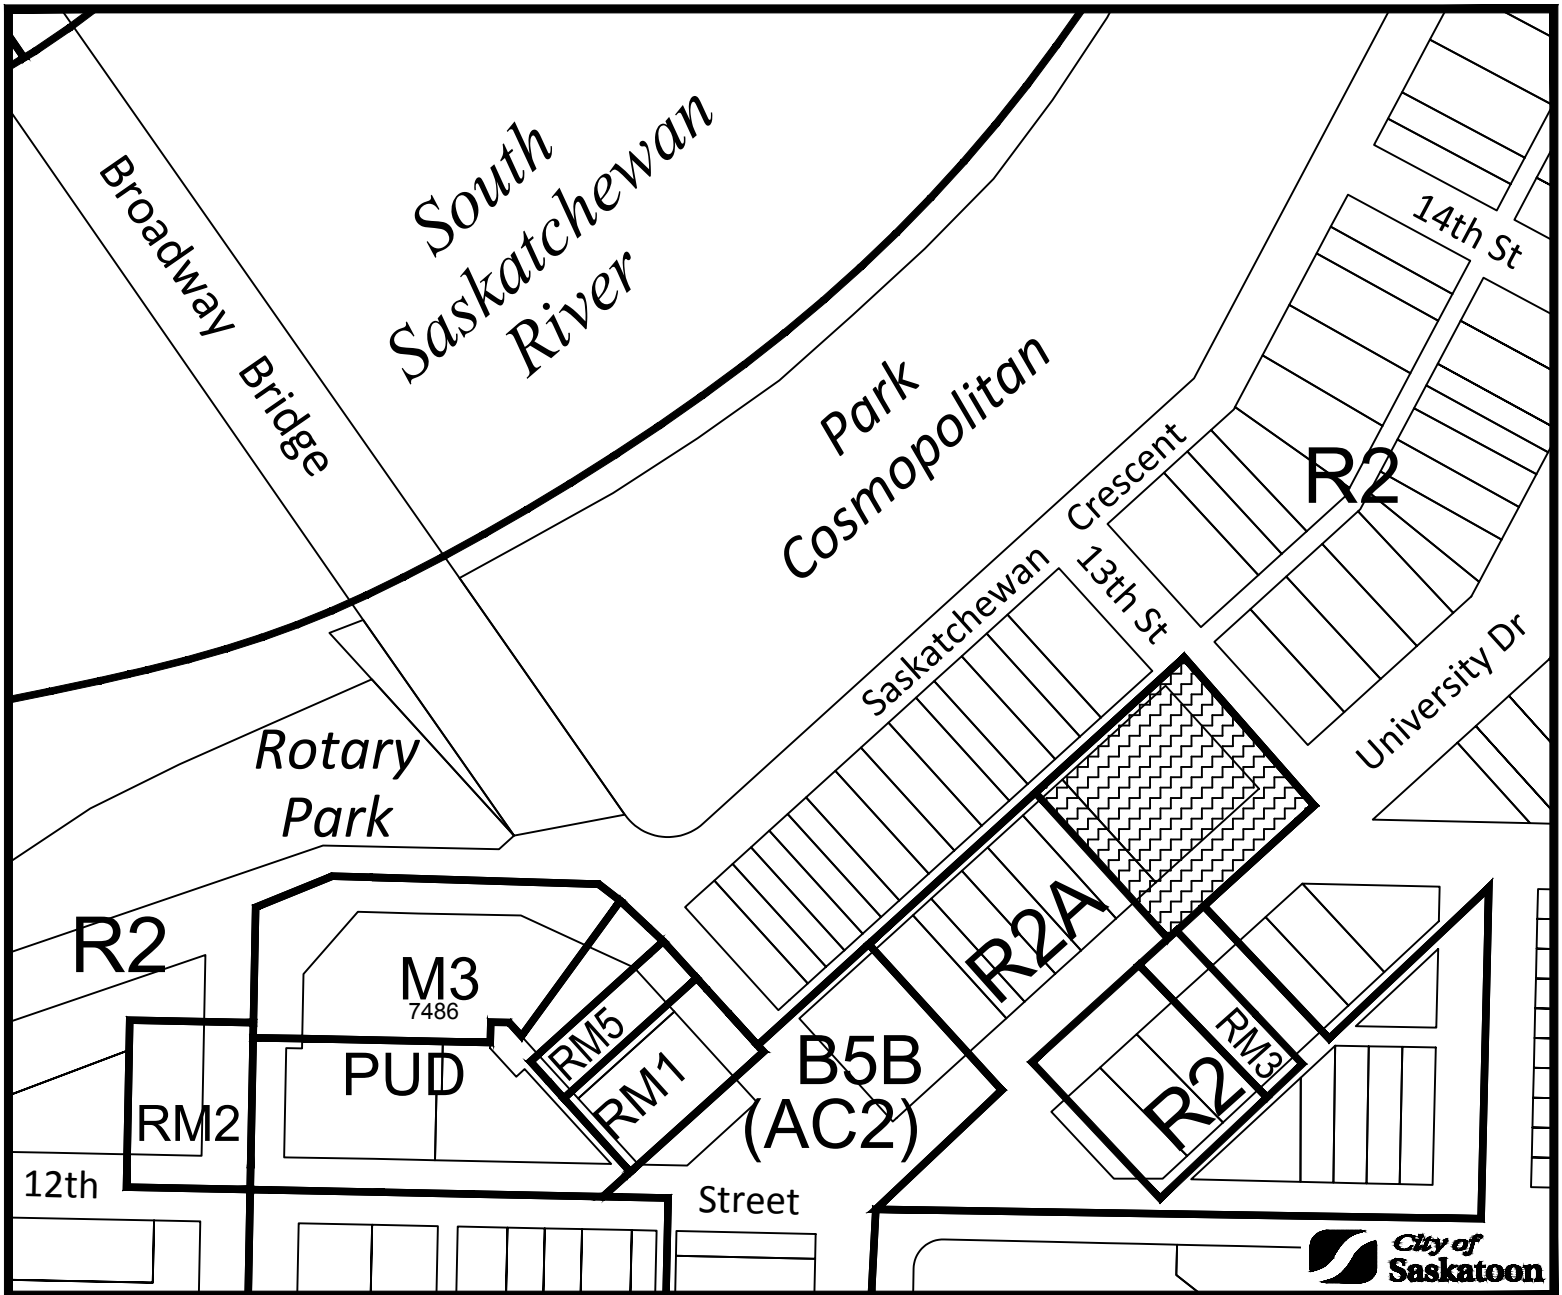 South
Saskatchewan
River
Broadway Bridge
14th St
Park
Cosmopolitan
R2
Saskatchewan Crescent
13th St
University Dr
Rotary
Park
R2
M3
7486
R2A
RM5
PUD
RM1
B5B
(AC2)
RM3
R2
RM2
12th Street
City of
Saskatoon